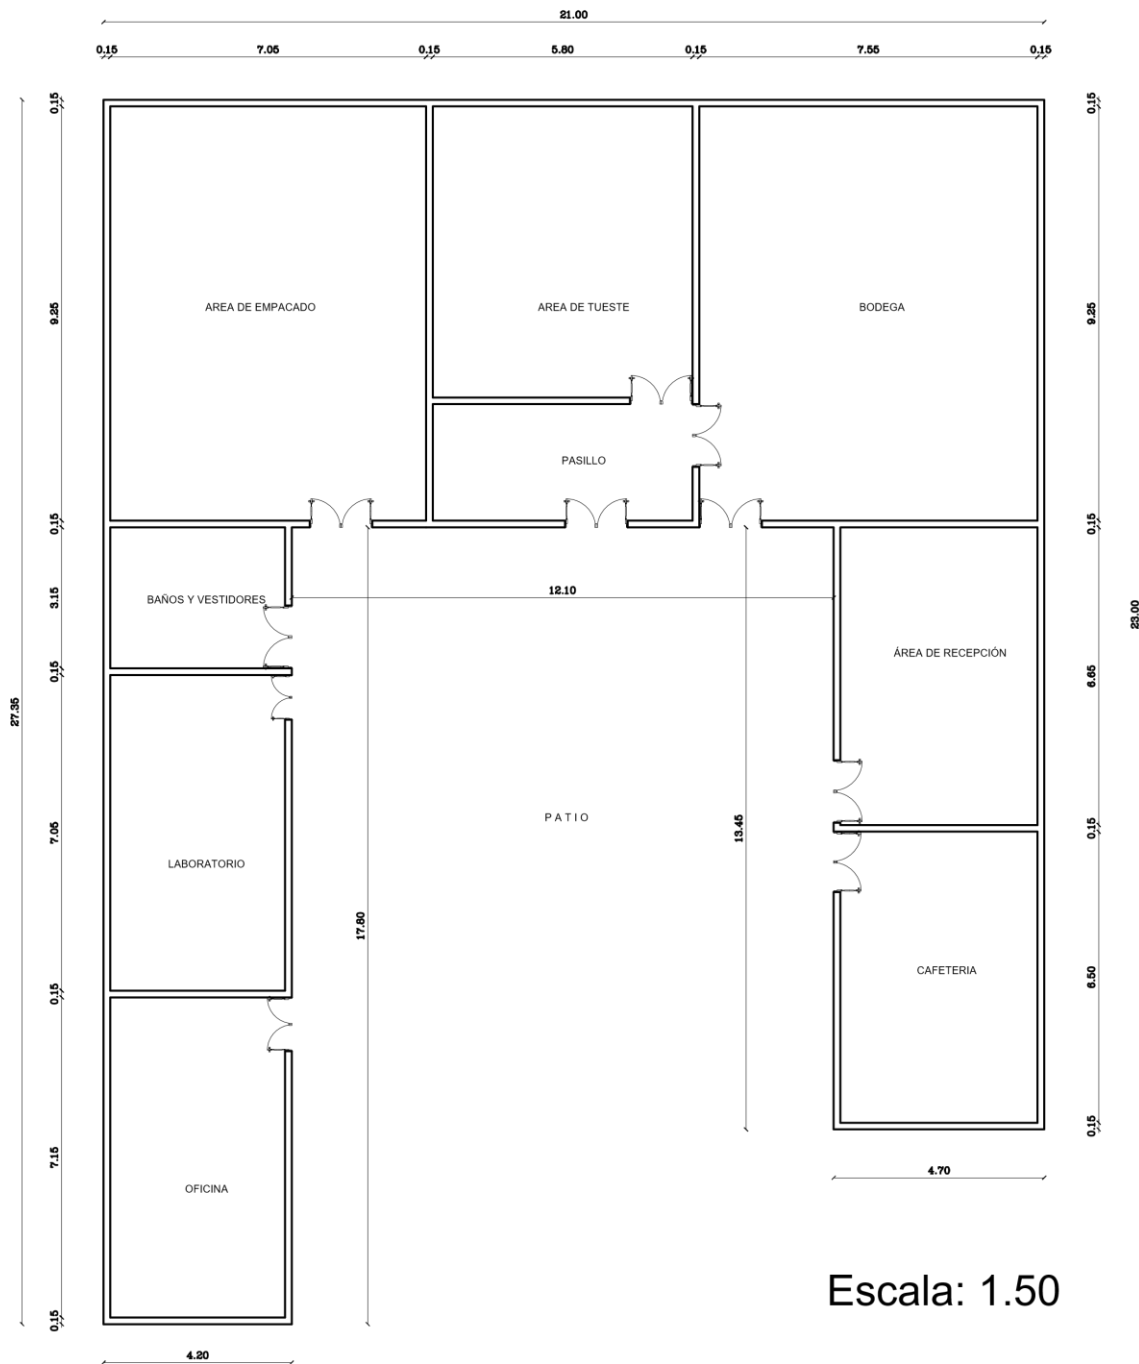 21.00
0.15
7.05
0.15
5.80
0.15
7.55
0.15
0.15
0.15
9.25
AREA DE EMPACADO
AREA DE TUESTE
BODEGA
9.25
PASILLO
0.15
0.15
3.15
BAÑOS Y VESTIDORES
12.10
23.00
ÁREA DE RECEPCIÓN
6.65
0.15
27.35
7.05
LABORATORIO
PATIO
13.45
0.15
17.80
CAFETERIA
6.50
0.15
0.15
7.15
OFICINA
4.70
Escala: 1.50
0.15
4.20